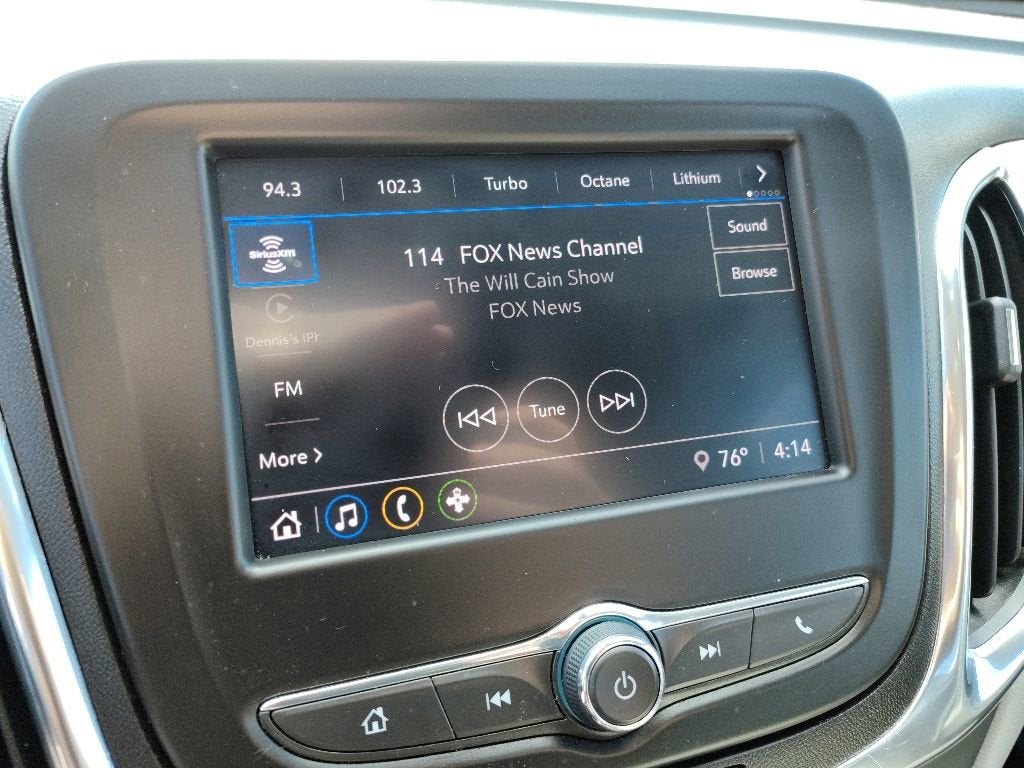 94.3
102.3
Turbo
Octane
Lithium
SiriusXM
114 FOX News Channel
Sound
The Will Cain Show
Browse
FOX News
Dennis's iPh
FM
Tune
More
76°
4:14